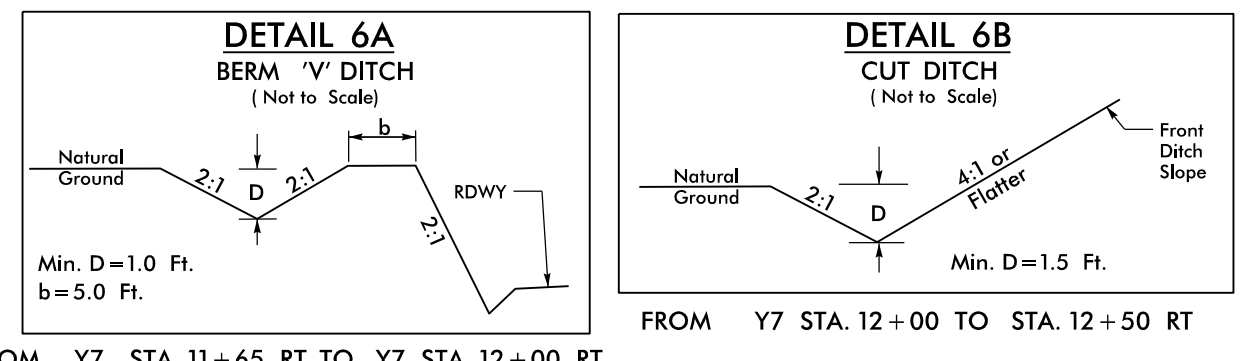 DETAIL 6A
BERM 'V' DITCH
( Not to Scale)
b
Natural
Ground
2:1
D
2:1
RDWY
2:1
Min. D=1.0 Ft.
b=5.0 Ft.
Y7 STA. 11+65 RT TO Y7 STA. 12+00 RT
DETAIL 6B
CUT DITCH
( Not to Scale)
Natural
Ground
2:1
D
4:1 or
Flatter
Front
Ditch
Slope
Min. D=1.5 Ft.
FROM Y7 STA. 12+00 TO STA. 12+50 RT